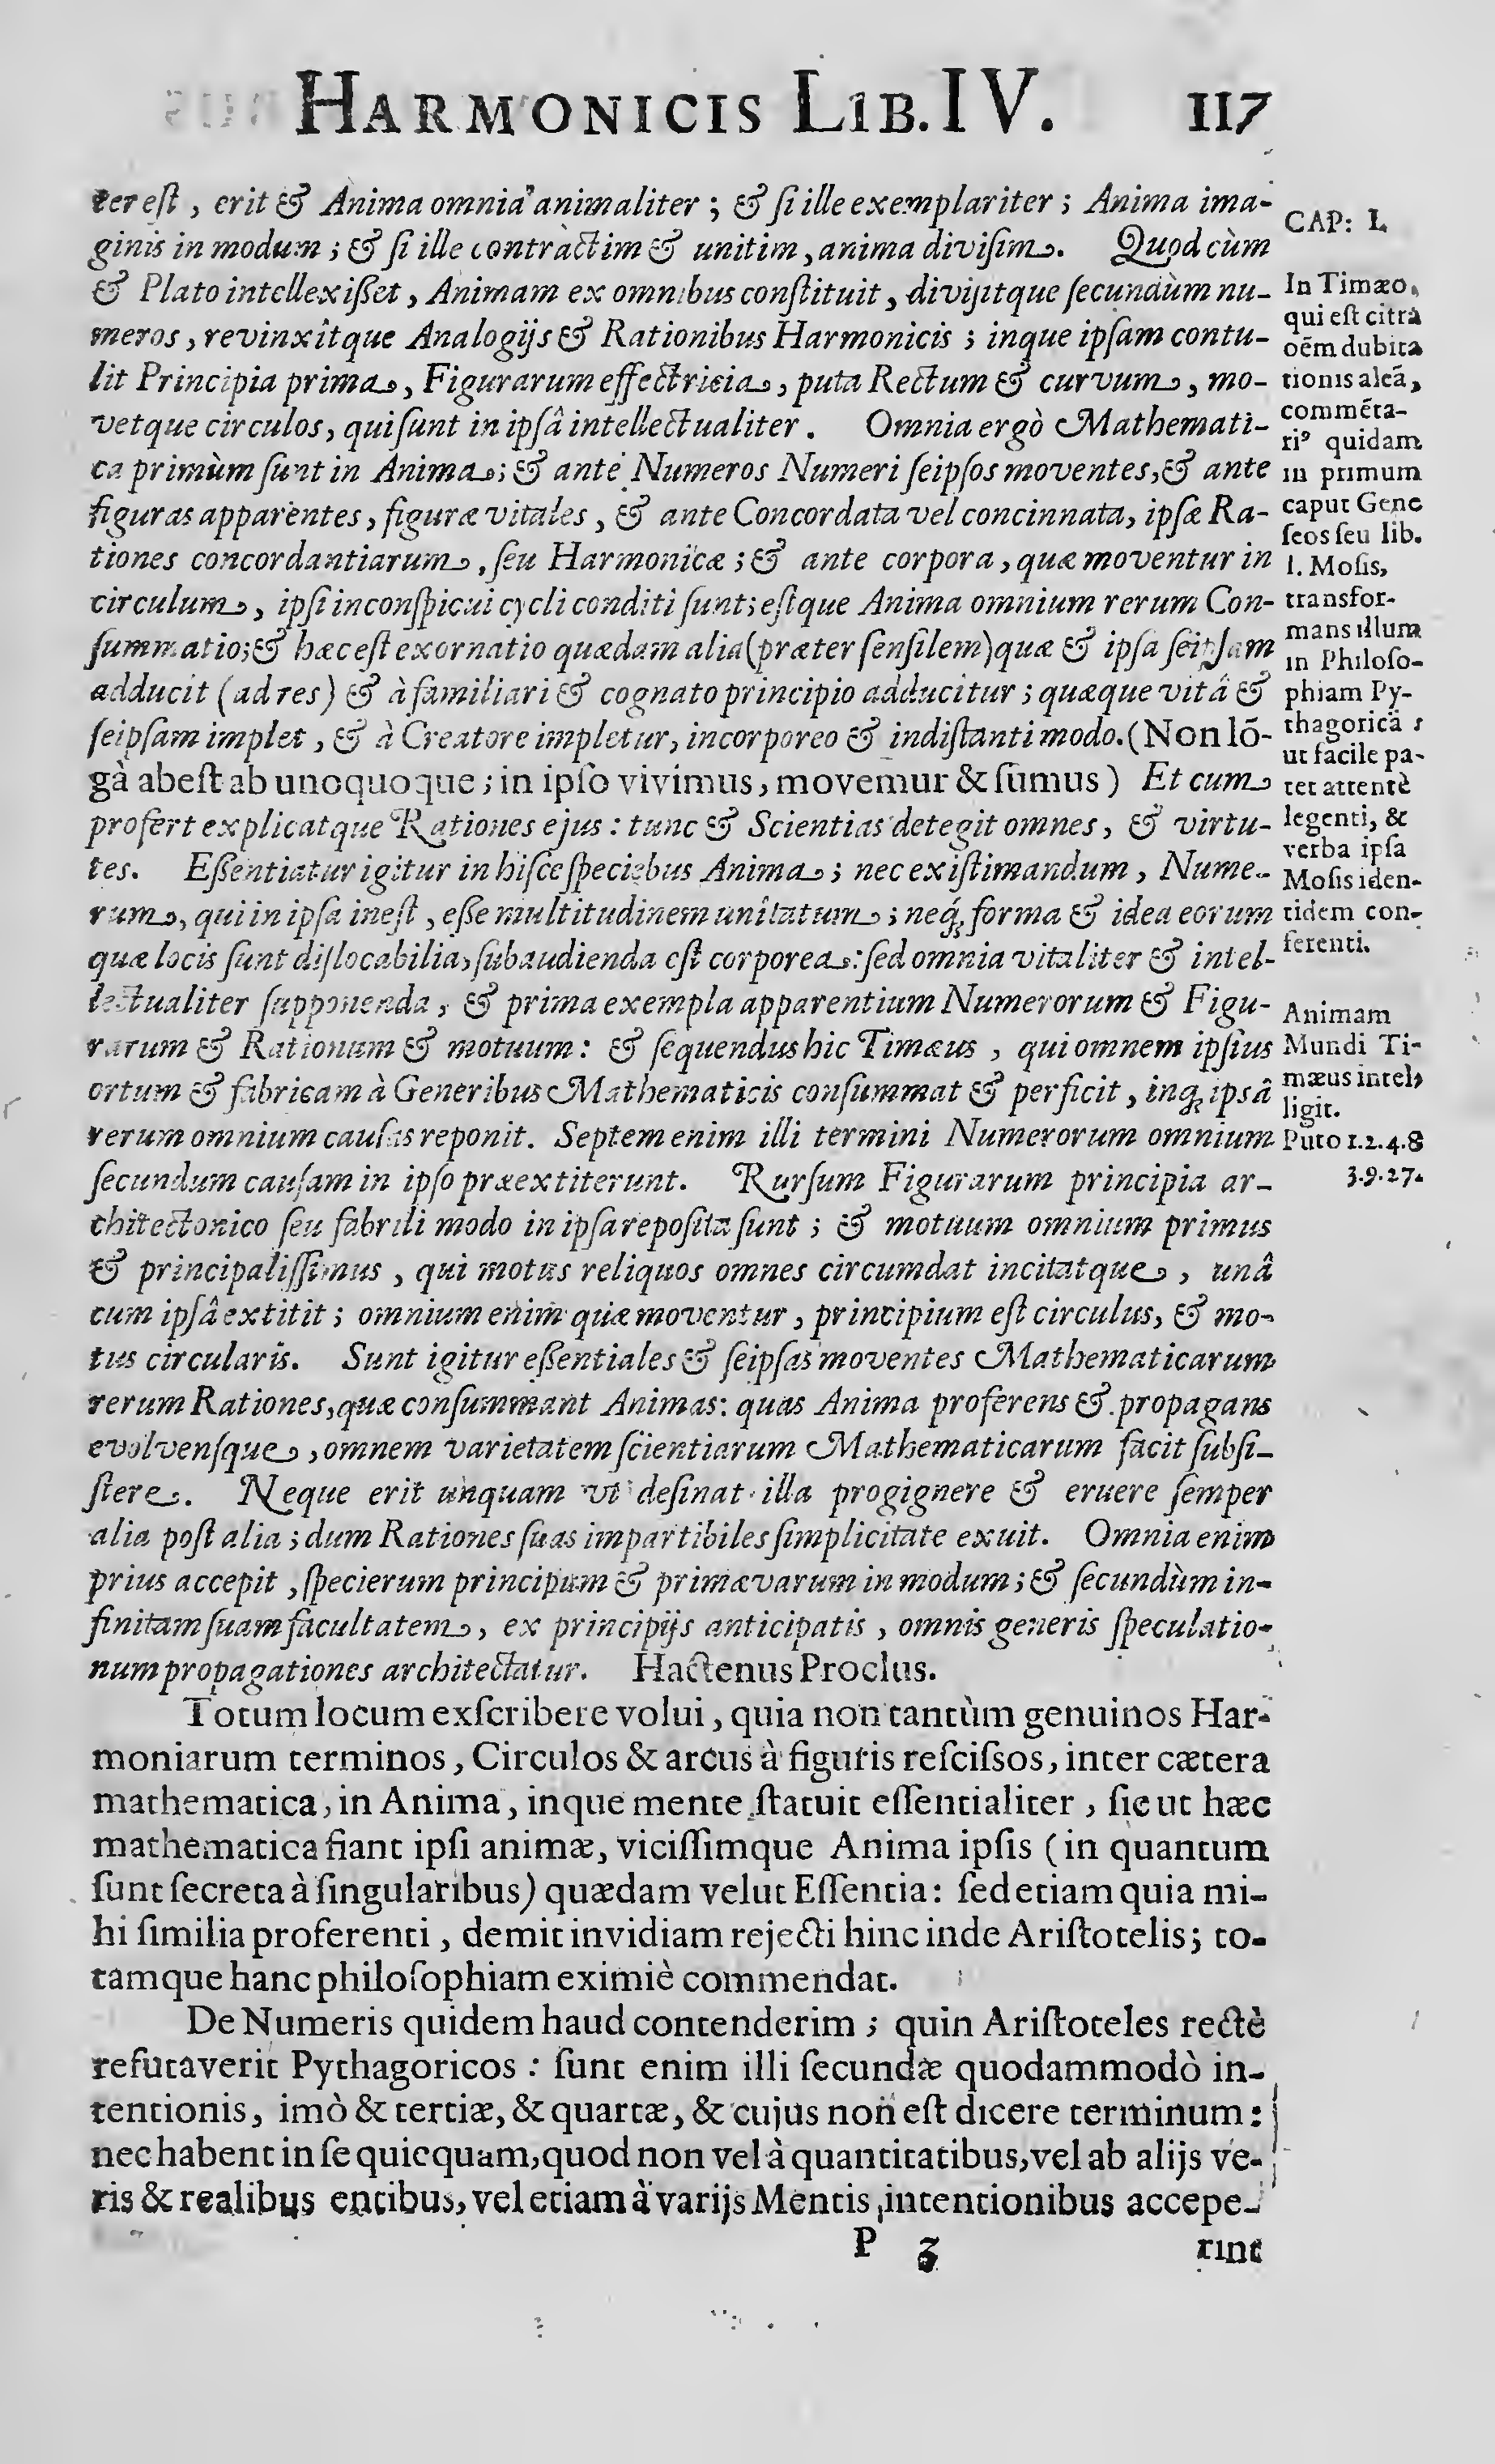 HARMONICIS LIB. IV. 117
ter eſt, erit & Anima omnia animaliter; & ſi ille exemplariter; Anima ima-
ginis in modum; & ſi ille contràctim & unitim, anima diviſim. Quod cùm
& Plato intellexiſſet, Animam ex omnibus conſtituit, diviſitque ſecundùm nu-
meros, revinxîtque Analogijs & Rationibus Harmonicis; inque ipſam contu-
lit Principia prima, Figurarum effectricia, puta Rectum & curvum, mo-
vetque circulos, qui ſunt in ipſâ intellectualiter. Omnia ergò Mathemati-
ca primùm ſunt in Anima; & ante Numeros Numeri ſeipſos moventes, & ante
figuras apparentes, figuræ vitales, & ante Concordata vel concinnata, ipſæ Ra-
tiones concordantiarum, ſeu Harmonicæ; & ante corpora, quæ moventur in
circulum, ipſi inconſpicui cycli conditi ſunt; eſtque Anima omnium rerum Con-
ſummatio; & hæc eſt exornatio quædam alia (præter ſenſilem) quæ & ipſa ſeipſam
adducit (ad res) & à familiari & cognato principio adducitur; quæque vitâ &
ſeipſam implet, & à Creatore impletur, incorporeo & indiſtanti modo. (Non lō-
gà abeſt ab unoquoque; in ipſo vivimus, movemur & ſumus) Et cum
profert explicatque Rationes ejus: tunc & Scientias detegit omnes, & virtu-
tes. Eſſentiatur igitur in hiſce ſpeciebus Anima; nec exiſtimandum, Nume-
rum, qui in ipſa ineſt, eſſe multitudinem unitatum; neq́; forma & idea eorum
quæ locis ſunt diſlocabilia, ſubaudienda eſt corporea: ſed omnia vitaliter & intel-
lectualiter ſupponenda, & prima exempla apparentium Numerorum & Figu-
rarum & Rationum & motuum: & ſequendus hic Timæus, qui omnem ipſius
ortum & fabricam à Generibus Mathematicis conſummat & perficit, inq; ipsâ
rerum omnium cauſas reponit. Septem enim illi termini Numerorum omnium
ſecundum cauſam in ipſo præextiterunt. Rurſum Figurarum principia ar-
chitectonico ſeu fabrili modo in ipſa repoſita ſunt; & motuum omnium primus
& principaliſſimus, qui motus reliquos omnes circumdat incitatque, unâ
cum ipſâ extitit; omnium enim quæ moventur, principium eſt circulus, & mo-
tus circularis. Sunt igitur eſſentiales & ſeipſas moventes Mathematicarum
rerum Rationes, quæ conſummant Animas: quas Anima proferens & propagans
evolvenſque, omnem varietatem ſcientiarum Mathematicarum facit ſubſi-
ſtere. Neque erit unquam ut deſinat illa progignere & eruere ſemper
alia poſt alia; dum Rationes ſuas impartibiles ſimplicitate exuit. Omnia enim
prius accepit, ſpecierum principum & primævarum in modum; & ſecundùm in-
finitam ſuam facultatem, ex principijs anticipatis, omnis generis ſpeculatio-
num propagationes architectatur. Hactenus Proclus.
Totum locum exſcribere volui, quia non tantùm genuinos Har-
moniarum terminos, Circulos & arcus à figuris reſciſsos, inter cætera
mathematica, in Anima, inque mente ſtatuit eſſentialiter, ſic ut hæc
mathematica fiant ipſi animæ, viciſſimque Anima ipſis (in quantum
ſunt ſecreta à ſingularibus) quædam velut Eſſentia: ſed etiam quia mi-
hi ſimilia proferenti, demit invidiam rejecti hinc inde Ariſtotelis; to-
tamque hanc philoſophiam eximiè commendat.
De Numeris quidem haud contenderim; quin Ariſtoteles rectè
refutaverit Pythagoricos: ſunt enim illi ſecundæ quodammodò in-
tentionis, imò & tertiæ, & quartæ, & cujus non eſt dicere terminum:
nec habent in ſe quicquam, quod non vel à quantitatibus, vel ab alijs ve-
ris & realibus entibus, vel etiam à varijs Mentis intentionibus accepe-
P 3 rint
CAP: I.
In Timæo,
qui eſt citra
oēm dubita
tionis aleā,
commēta-
ri⁹ quidam
in primum
caput Gene
ſeos ſeu lib.
I. Moſis,
transfor-
mans illum
in Philoſo-
phiam Py-
thagoricā:
ut facile pa-
tet attentè
legenti, &
verba ipſa
Moſis iden-
tidem con-
ferenti.
Animam
Mundi Ti-
mæus intel-
ligit.
Puto 1.2.4.8
3.9.27.